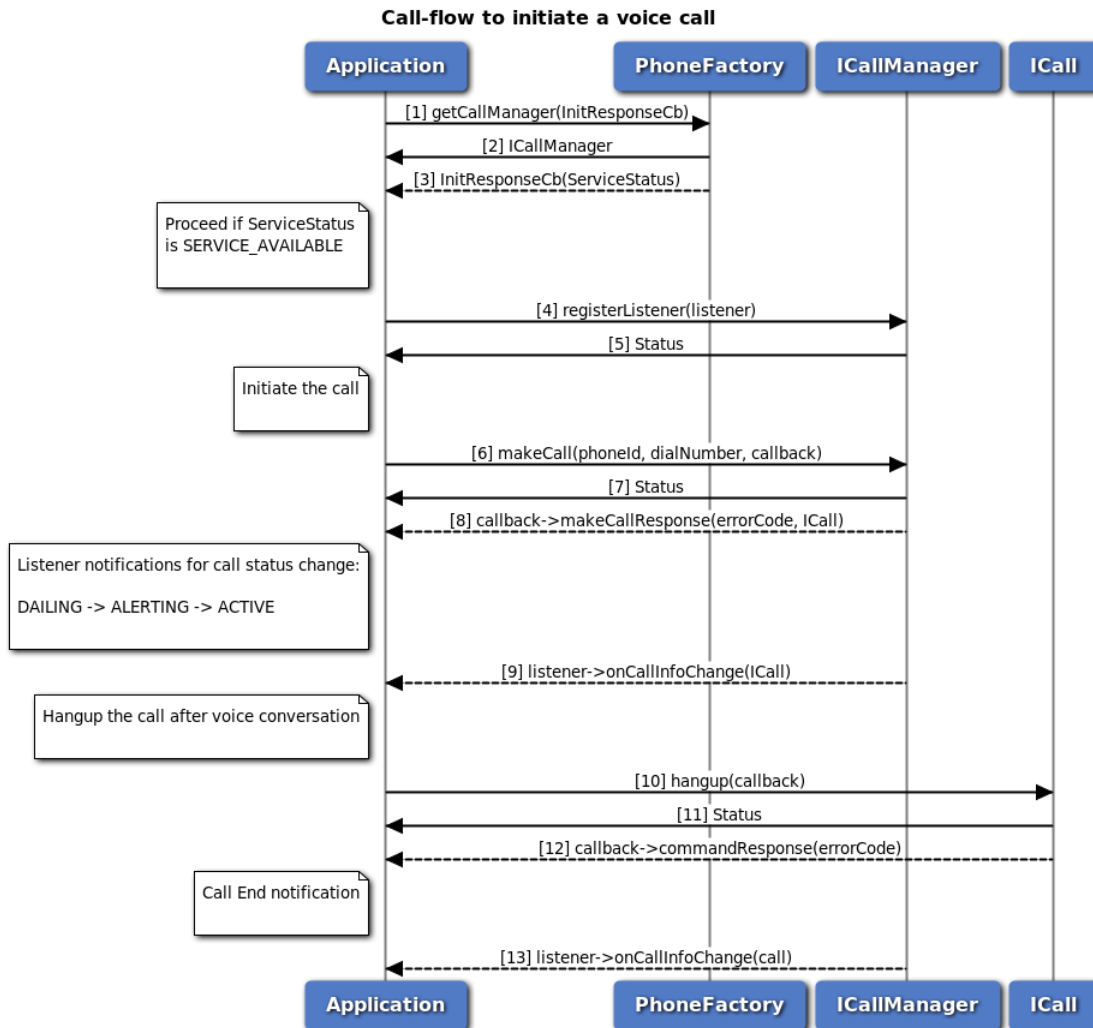 Call-flow to initiate a voice call
Application PhoneFactory ICallManager ICall
[1] getCallManager(InitResponseCb)
[2] ICallManager
[3] InitResponseCb(ServiceStatus)
Proceed if ServiceStatus
is SERVICE_AVAILABLE
[4] registerListener(listener)
[5] Status
Initiate the call
[6] makeCall(phoneId, dialNumber, callback)
[7] Status
[8] callback->makeCallResponse(errorCode, ICall)
Listener notifications for call status change:
DAILING -> ALERTING -> ACTIVE
[9] listener->onCallInfoChange(ICall)
Hangup the call after voice conversation
[10] hangup(callback)
[11] Status
[12] callback->commandResponse(errorCode)
Call End notification
[13] listener->onCallInfoChange(call)
Application PhoneFactory ICallManager ICall